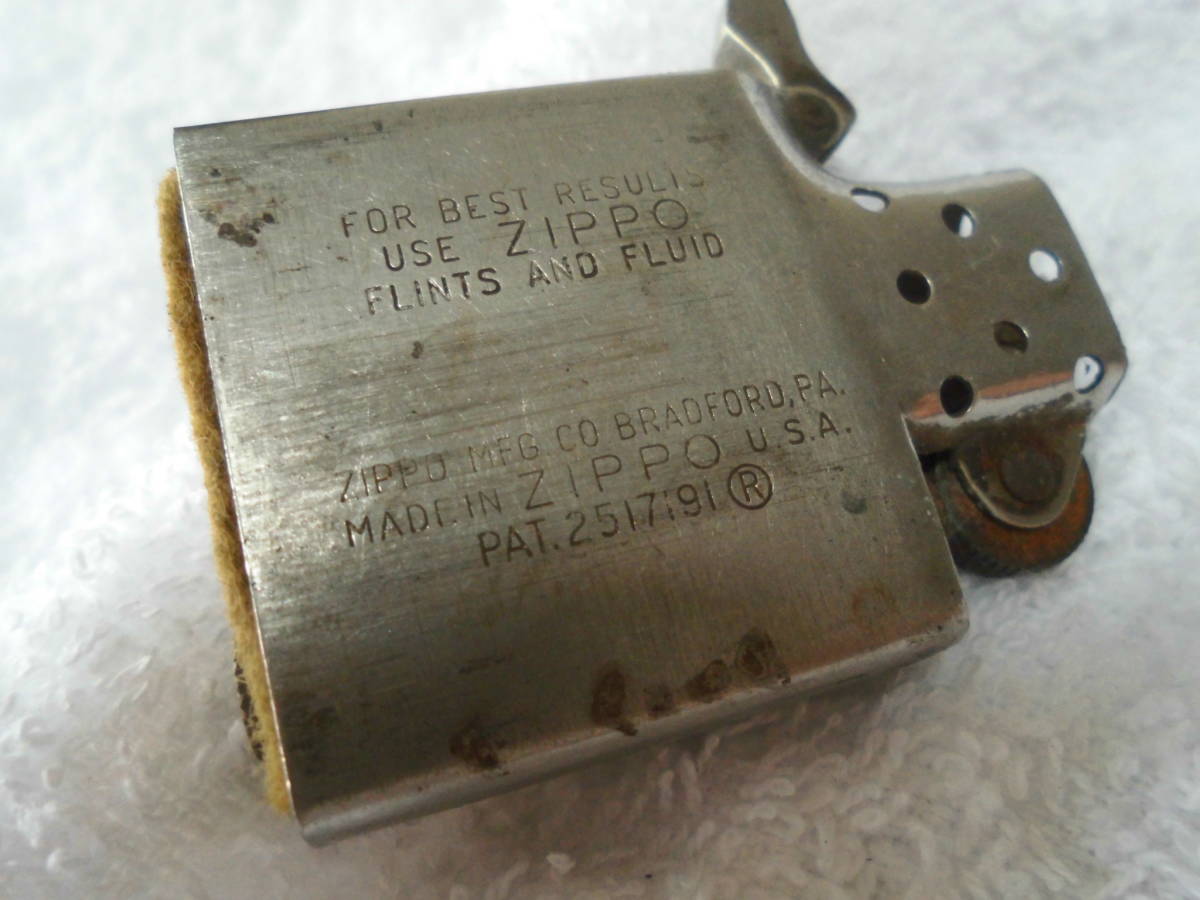 FOR BEST RESULTS
USE ZIPPO
FLINTS AND FLUID
ZIPPO MFG. CO BRADFORD, PA.
MADE IN ZIPPO U.S.A.
PAT. 2517191 ®